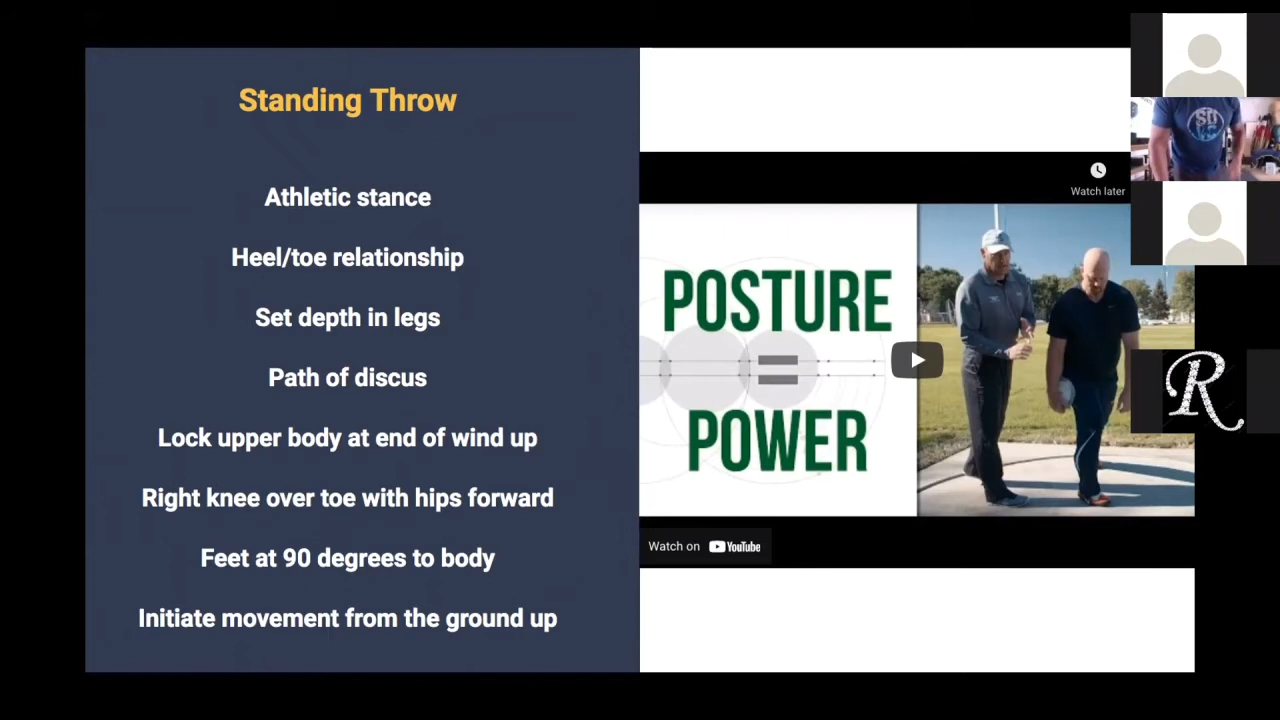 Standing Throw
Athletic stance
Heel/toe relationship
Set depth in legs
Path of discus
Lock upper body at end of wind up
Right knee over toe with hips forward
Feet at 90 degrees to body
Initiate movement from the ground up
Watch later
POSTURE
=
POWER
Watch on YouTube
R